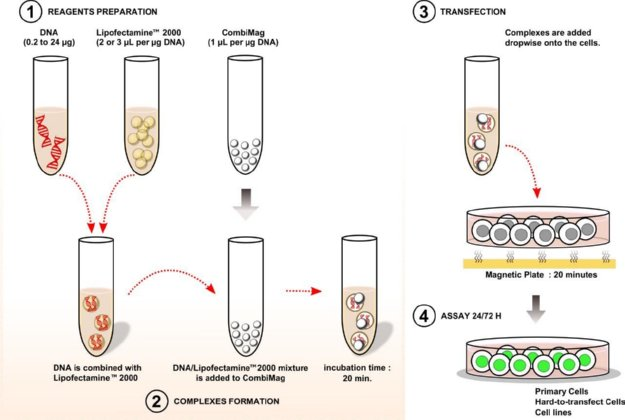 1 REAGENTS PREPARATION
DNA
(0.2 to 24 µg)
Lipofectamine™ 2000
(2 or 3 µL per µg DNA)
CombiMag
(1 µL per µg DNA)
DNA is combined with
Lipofectamine™ 2000
DNA/Lipofectamine™2000 mixture
is added to CombiMag
incubation time :
20 min.
2 COMPLEXES FORMATION
3 TRANSFECTION
Complexes are added
dropwise onto the cells.
Magnetic Plate : 20 minutes
4 ASSAY 24/72 H
Primary Cells
Hard-to-transfect Cells
Cell lines